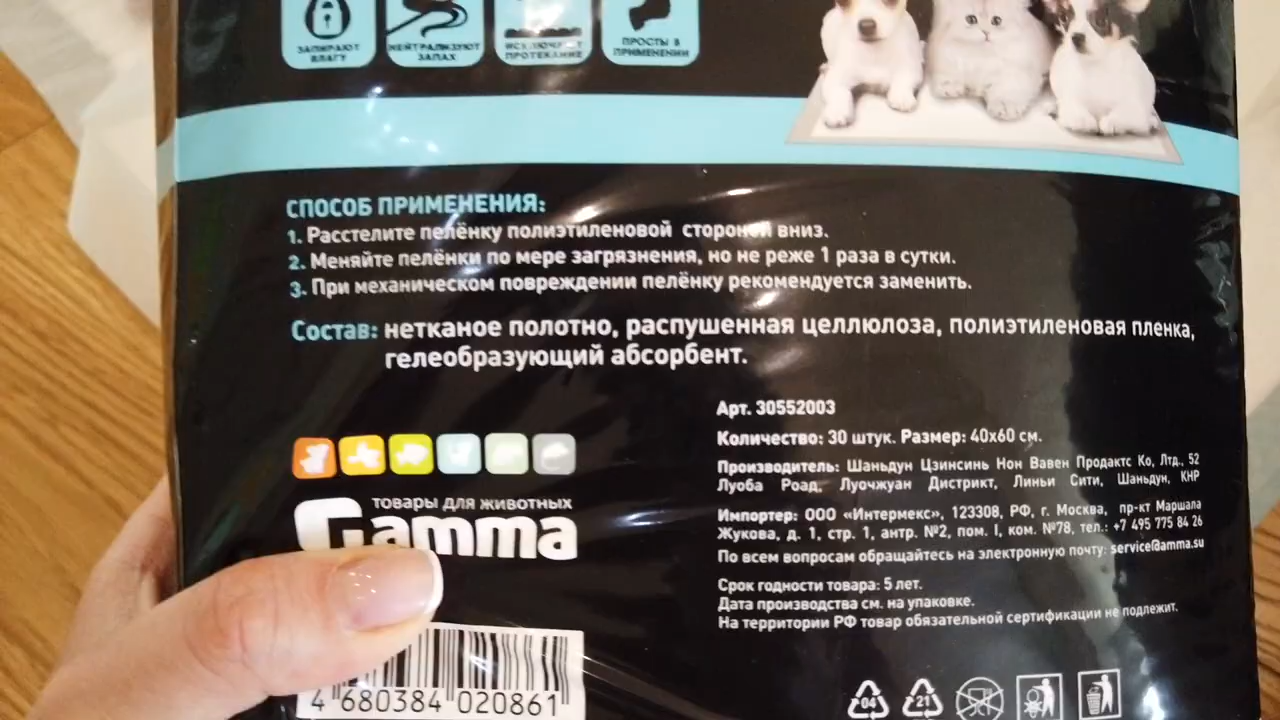 ЗАПИРАЮТ
ВЛАГУ
НЕЙТРАЛИЗУЮТ
ЗАПАХ
ИСКЛЮЧАЮТ
ПРОТЕКАНИЕ
ПРОСТЫ В
ПРИМЕНЕНИИ
СПОСОБ ПРИМЕНЕНИЯ:
1. Расстелите пелёнку полиэтиленовой стороной вниз.
2. Меняйте пелёнки по мере загрязнения, но не реже 1 раза в сутки.
3. При механическом повреждении пелёнку рекомендуется заменить.
Состав: нетканое полотно, распушенная целлюлоза, полиэтиленовая пленка,
гелеобразующий абсорбент.
товары для животных
Gamma
4 680384 020861
Арт. 30552003
Количество: 30 штук. Размер: 40x60 см.
Производитель: Шаньдун Цзинсинь Нон Вавен Продактс Ко, Лтд., 52
Луоба Роад, Луочжуан Дистрикт, Линьи Сити, Шаньдун, КНР
Импортер: ООО «Интермекс», 123308, РФ, г. Москва, пр-кт Маршала
Жукова, д. 1, стр. 1, антр. №2, пом. I, ком. №78, тел.: +7 495 775 84 26
По всем вопросам обращайтесь на электронную почту: service@amma.su
Срок годности товара: 5 лет.
Дата производства см. на упаковке.
На территории РФ товар обязательной сертификации не подлежит.
04
21